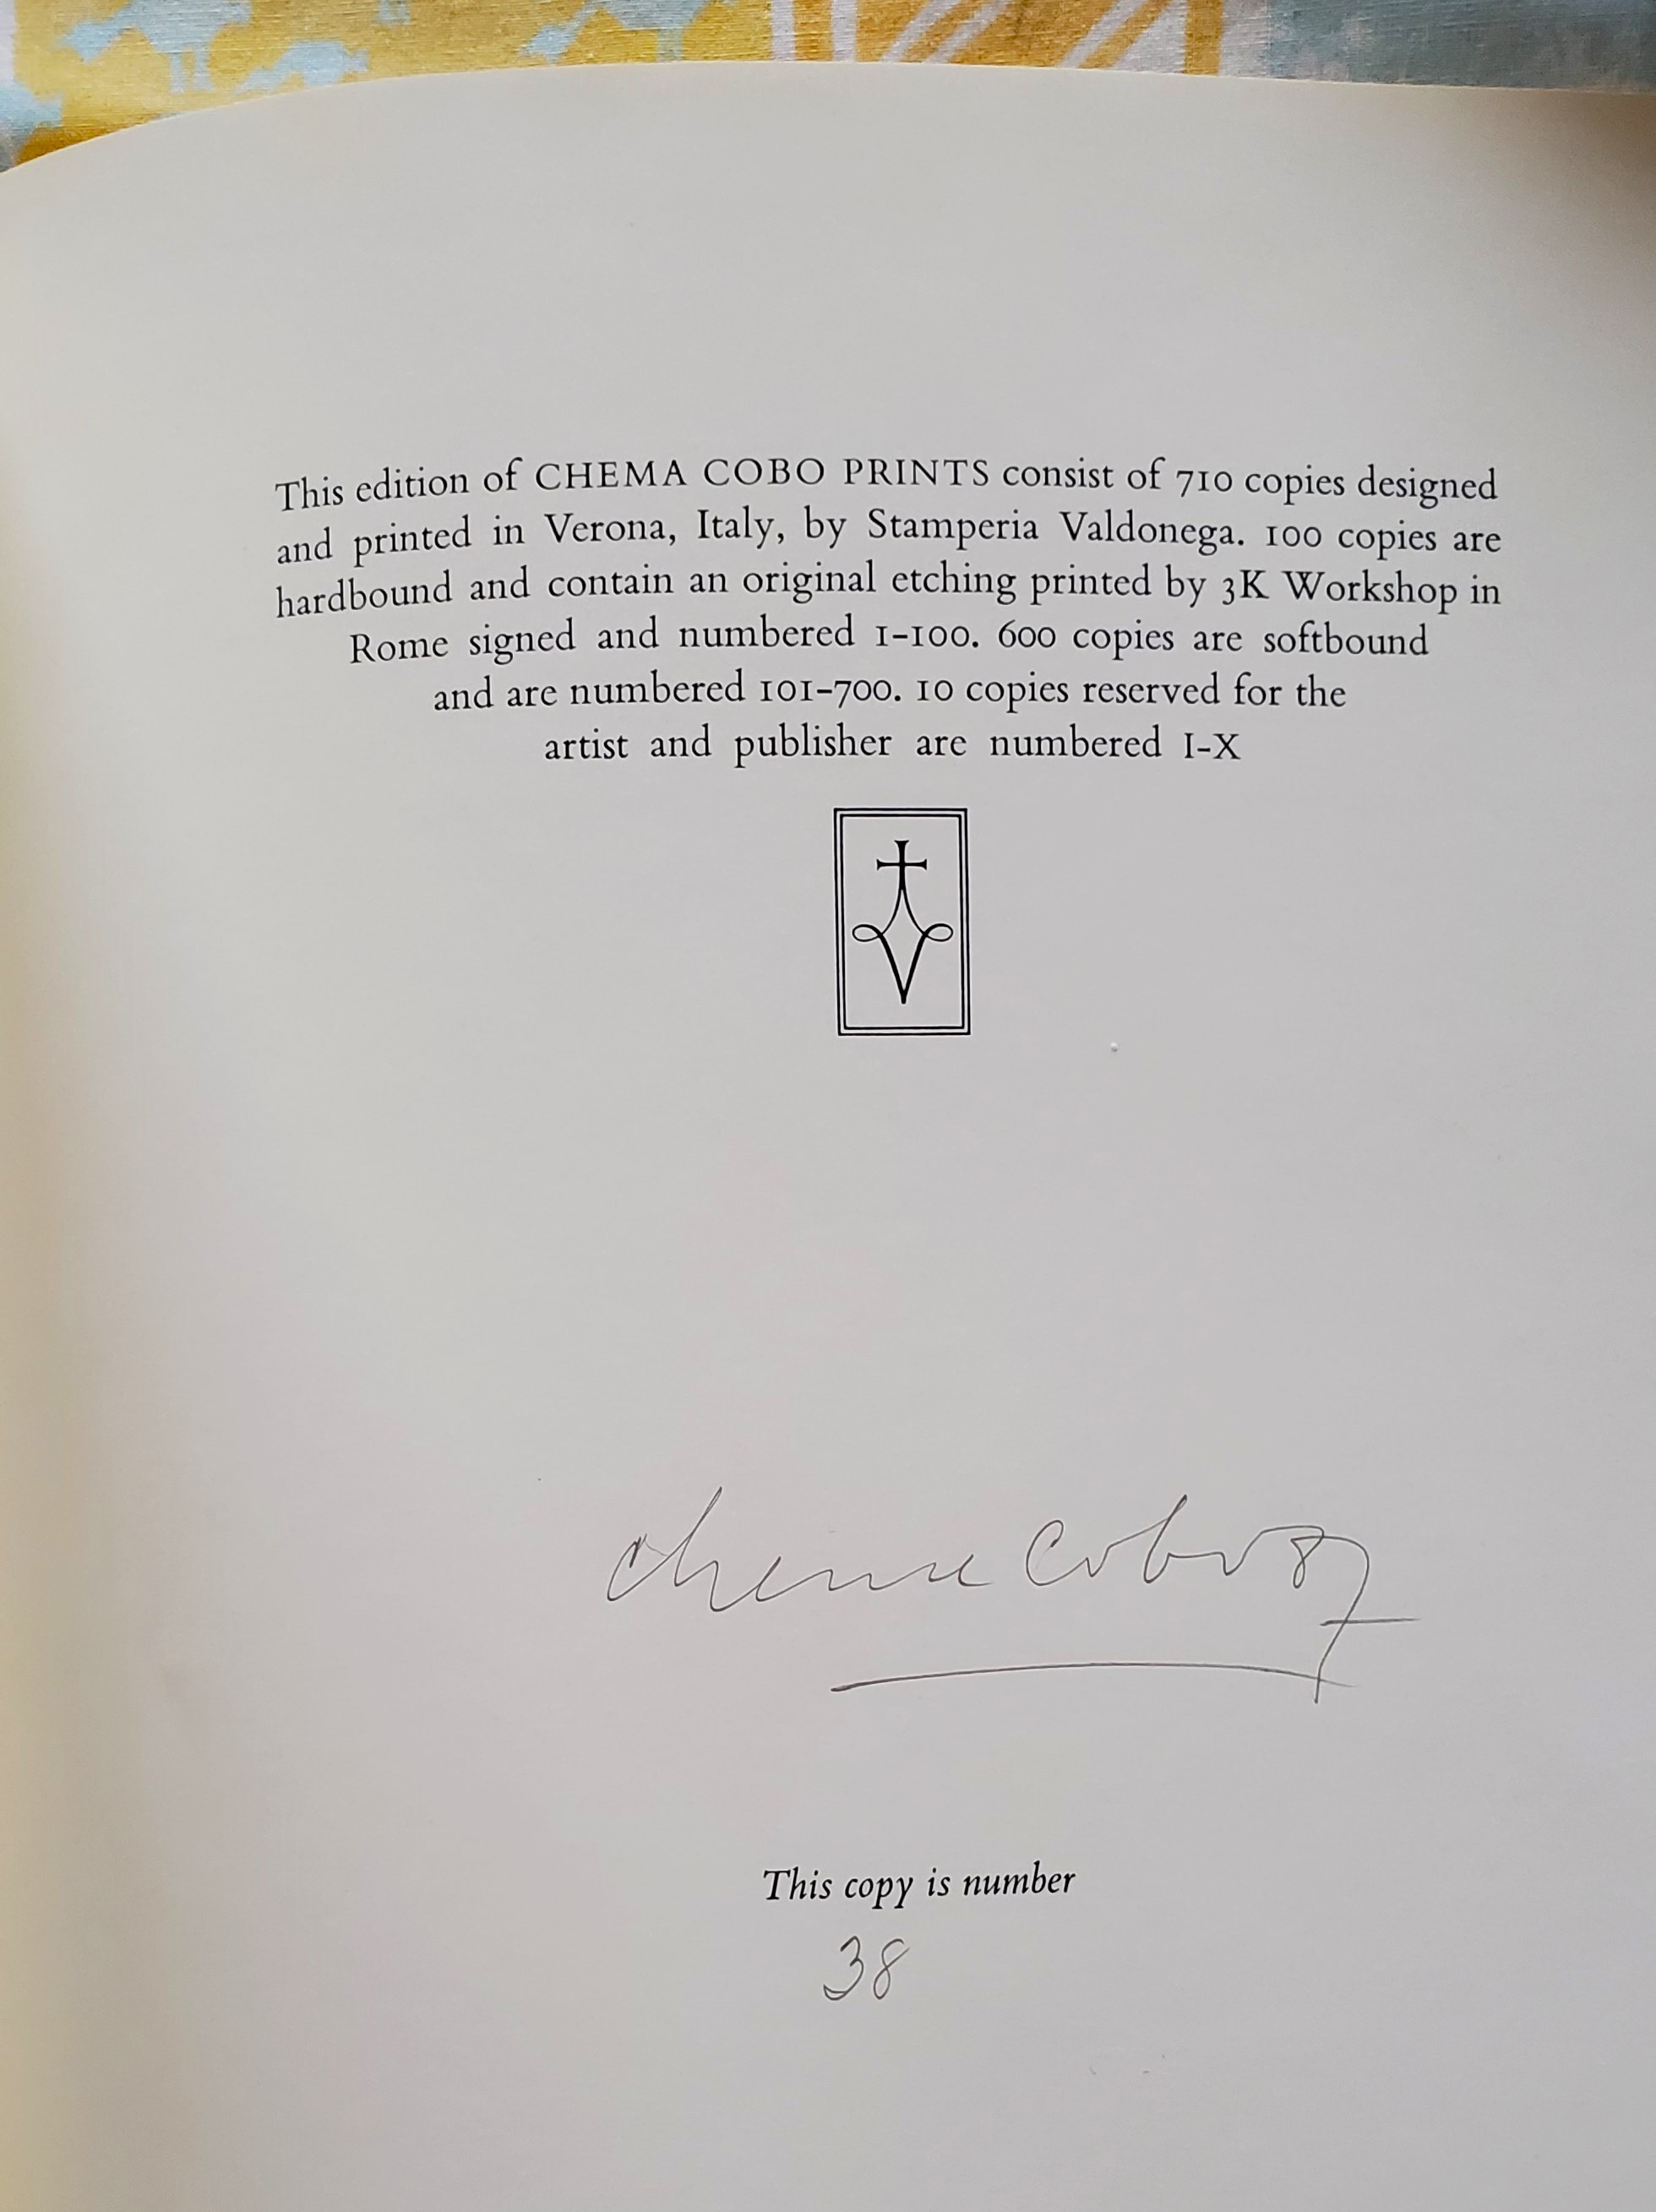 This edition of CHEMA COBO PRINTS consist of 710 copies designed
and printed in Verona, Italy, by Stamperia Valdonega. 100 copies are
hardbound and contain an original etching printed by 3K Workshop in
Rome signed and numbered 1-100. 600 copies are softbound
and are numbered 101-700. 10 copies reserved for the
artist and publisher are numbered I-X
Chema Cobo 87
This copy is number
38